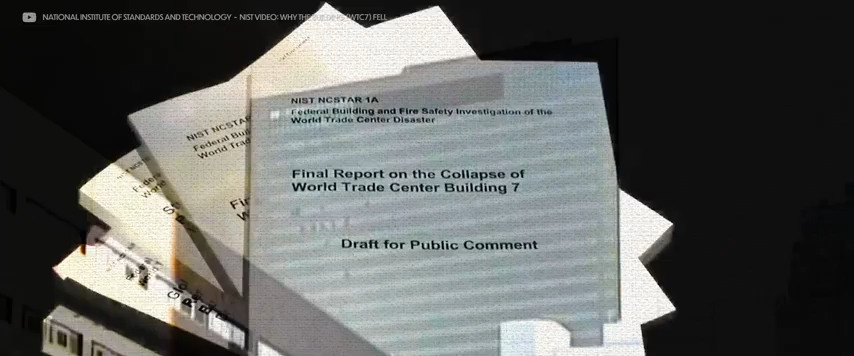 NATIONAL INSTITUTE OF STANDARDS AND TECHNOLOGY – NIST VIDEO: WHY THE BUILDING (WTC7) FELL
NIST NCSTAR 1A
Federal Building and Fire Safety Investigation of the
World Trade Center Disaster
Final Report on the Collapse of
World Trade Center Building 7
Draft for Public Comment
NIST NCSTAR
Federal Buil
World Trad
Fin